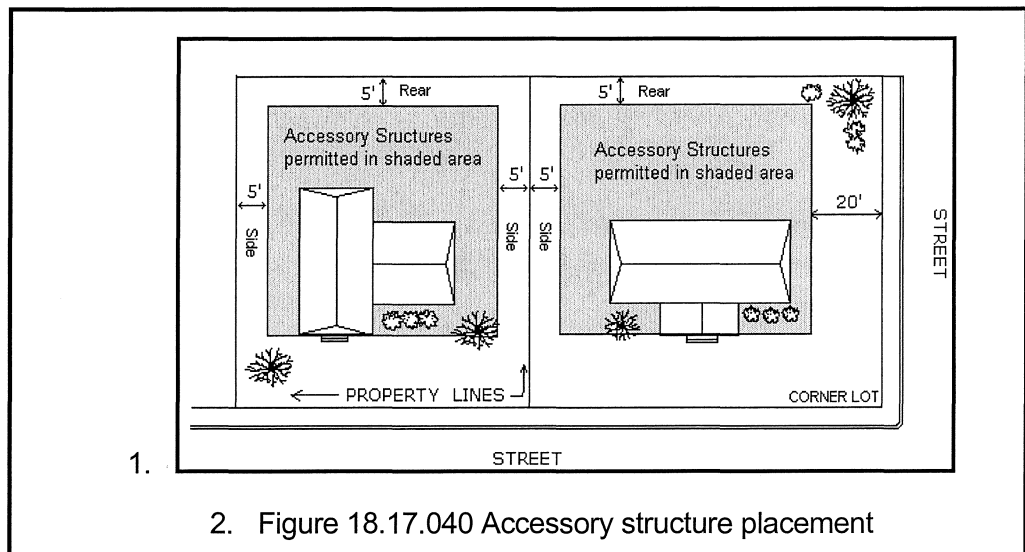 5' Rear
5' Rear
Accessory Sructures
permitted in shaded area
Accessory Structures
permitted in shaded area
5'
Side
5'
Side
5'
Side
20'
STREET
PROPERTY LINES
CORNER LOT
STREET
1.
2. Figure 18.17.040 Accessory structure placement